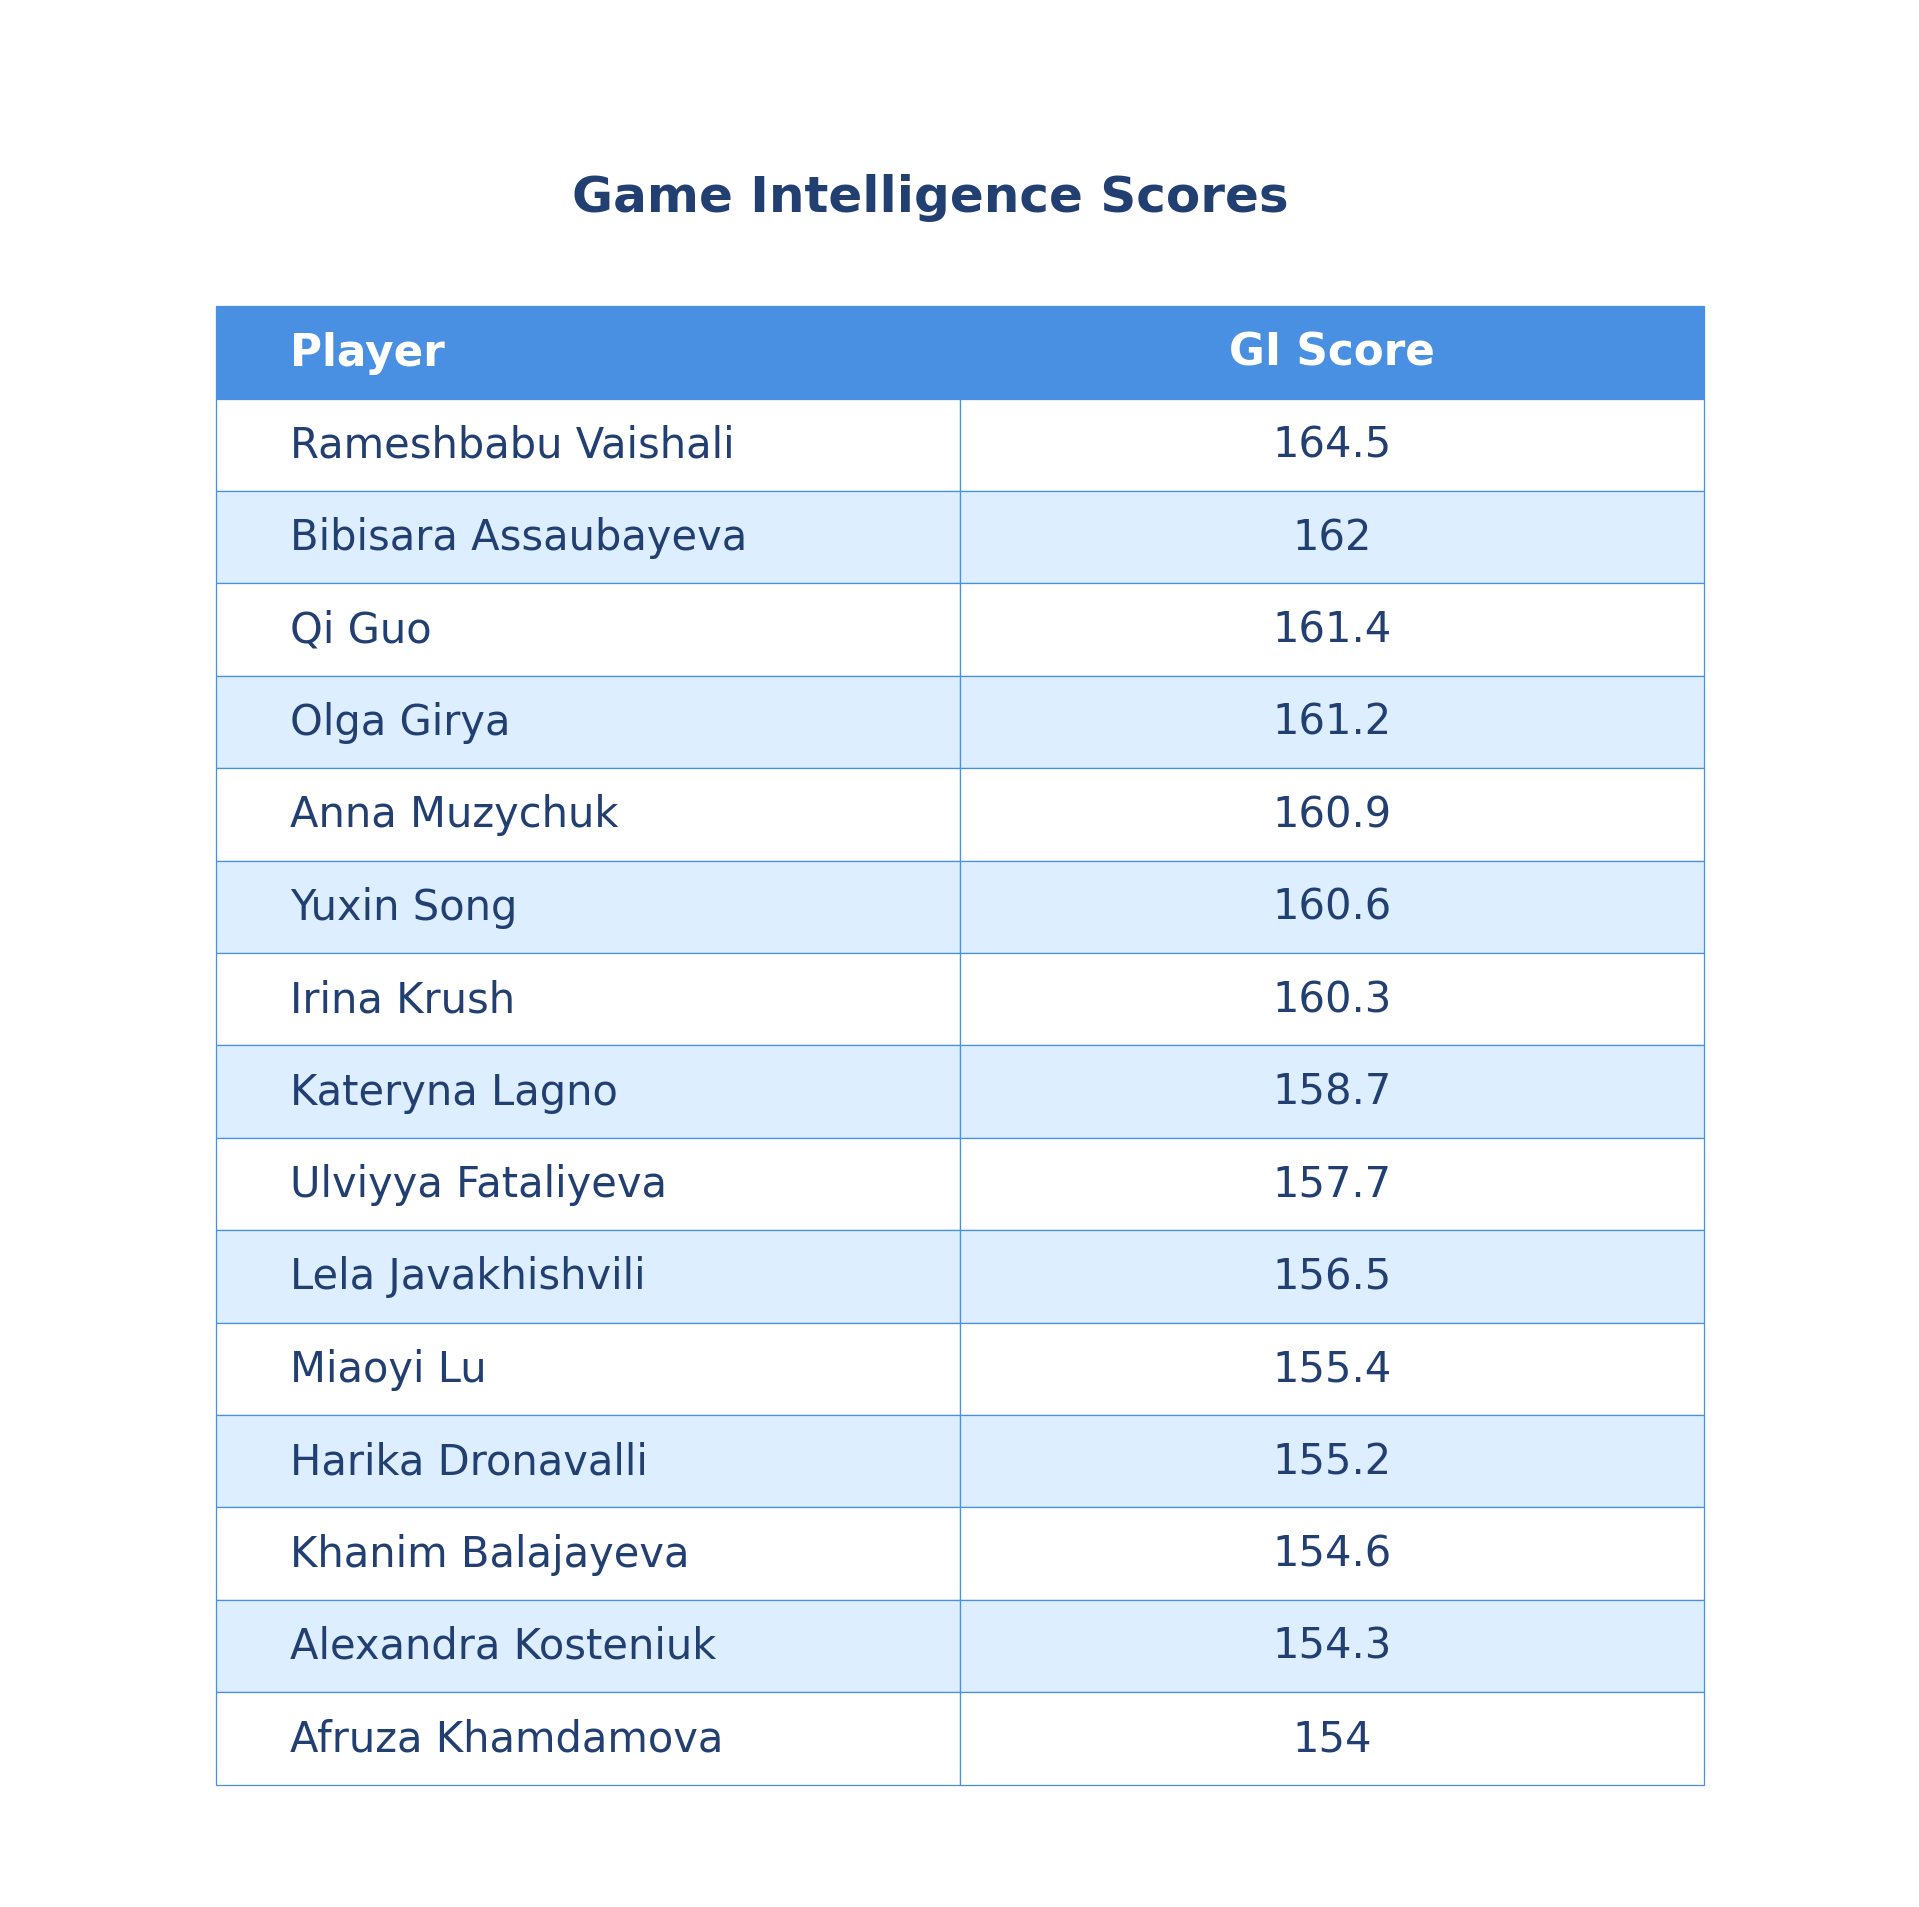 Game Intelligence Scores
Player GI Score
Rameshbabu Vaishali 164.5
Bibisara Assaubayeva 162
Qi Guo 161.4
Olga Girya 161.2
Anna Muzychuk 160.9
Yuxin Song 160.6
Irina Krush 160.3
Kateryna Lagno 158.7
Ulviyya Fataliyeva 157.7
Lela Javakhishvili 156.5
Miaoyi Lu 155.4
Harika Dronavalli 155.2
Khanim Balajayeva 154.6
Alexandra Kosteniuk 154.3
Afruza Khamdamova 154